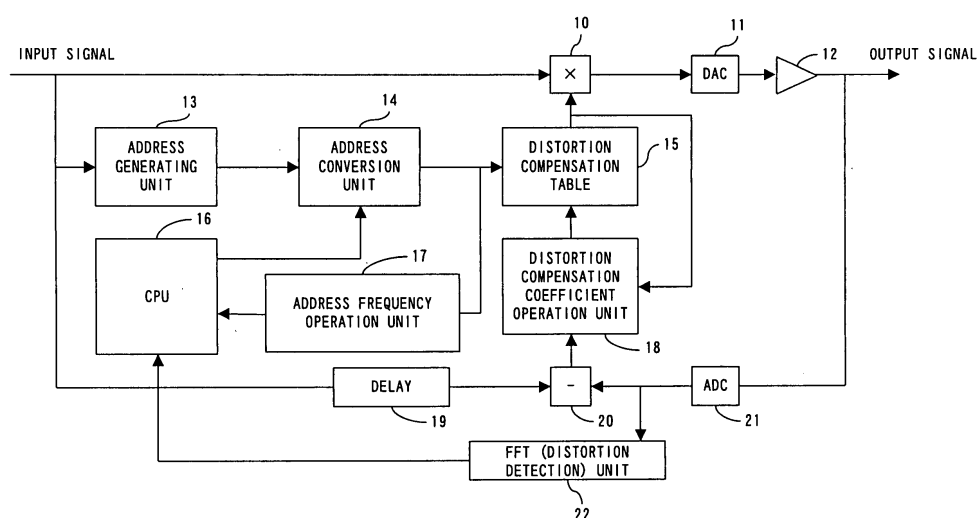 10
11
12
INPUT SIGNAL
OUTPUT SIGNAL
×
DAC
13
14
15
ADDRESS
GENERATING
UNIT
ADDRESS
CONVERSION
UNIT
DISTORTION
COMPENSATION
TABLE
16
17
CPU
ADDRESS FREQUENCY
OPERATION UNIT
DISTORTION
COMPENSATION
COEFFICIENT
OPERATION UNIT
18
DELAY
-
ADC
19
20
21
FFT (DISTORTION
DETECTION) UNIT
22